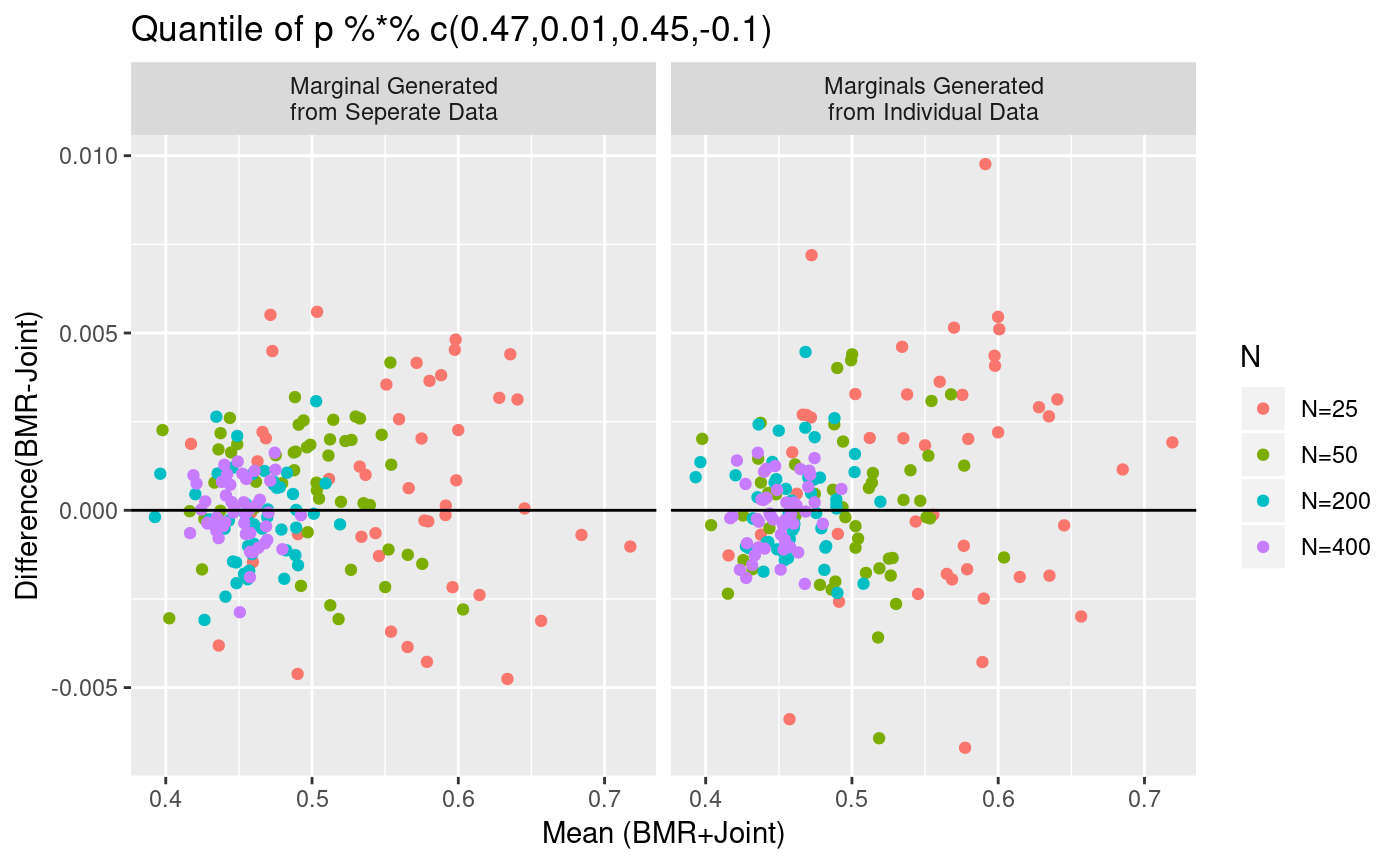 Quantile of p %*% c(0.47,0.01,0.45,-0.1)
Marginal Generated
from Seperate Data
Marginals Generated
from Individual Data
Difference(BMR-Joint)
0.010
0.005
0.000
-0.005
0.4
0.5
0.6
0.7
0.4
0.5
0.6
0.7
Mean (BMR+Joint)
N
N=25
N=50
N=200
N=400